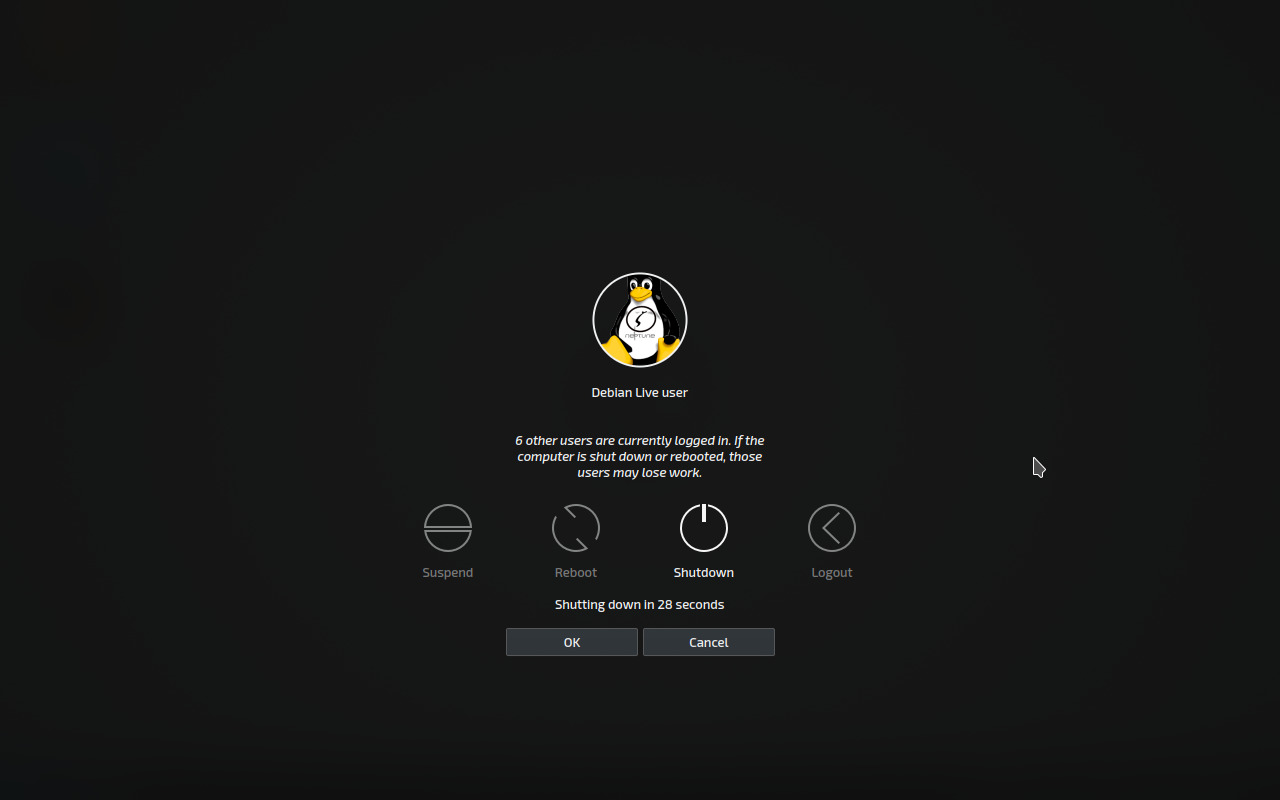 neptune
Debian Live user
6 other users are currently logged in. If the
computer is shut down or rebooted, those
users may lose work.
Suspend Reboot Shutdown Logout
Shutting down in 28 seconds
OK Cancel